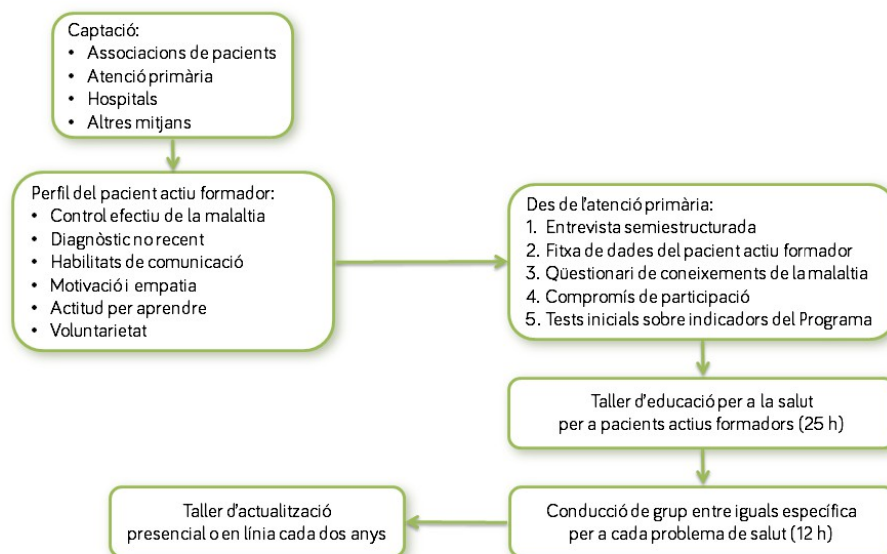 Captació:
• Associacions de pacients
• Atenció primària
• Hospitals
• Altres mitjans
Perfil del pacient actiu formador:
• Control efectiu de la malaltia
• Diagnòstic no recent
• Habilitats de comunicació
• Motivació i empatia
• Actitud per aprendre
• Voluntarietat
Des de l'atenció primària:
1. Entrevista semiestructurada
2. Fitxa de dades del pacient actiu formador
3. Qüestionari de coneixements de la malaltia
4. Compromís de participació
5. Tests inicials sobre indicadors del Programa
Taller d'educació per a la salut
per a pacients actius formadors (25 h)
Conducció de grup entre iguals específica
per a cada problema de salut (12 h)
Taller d'actualització
presencial o en línia cada dos anys